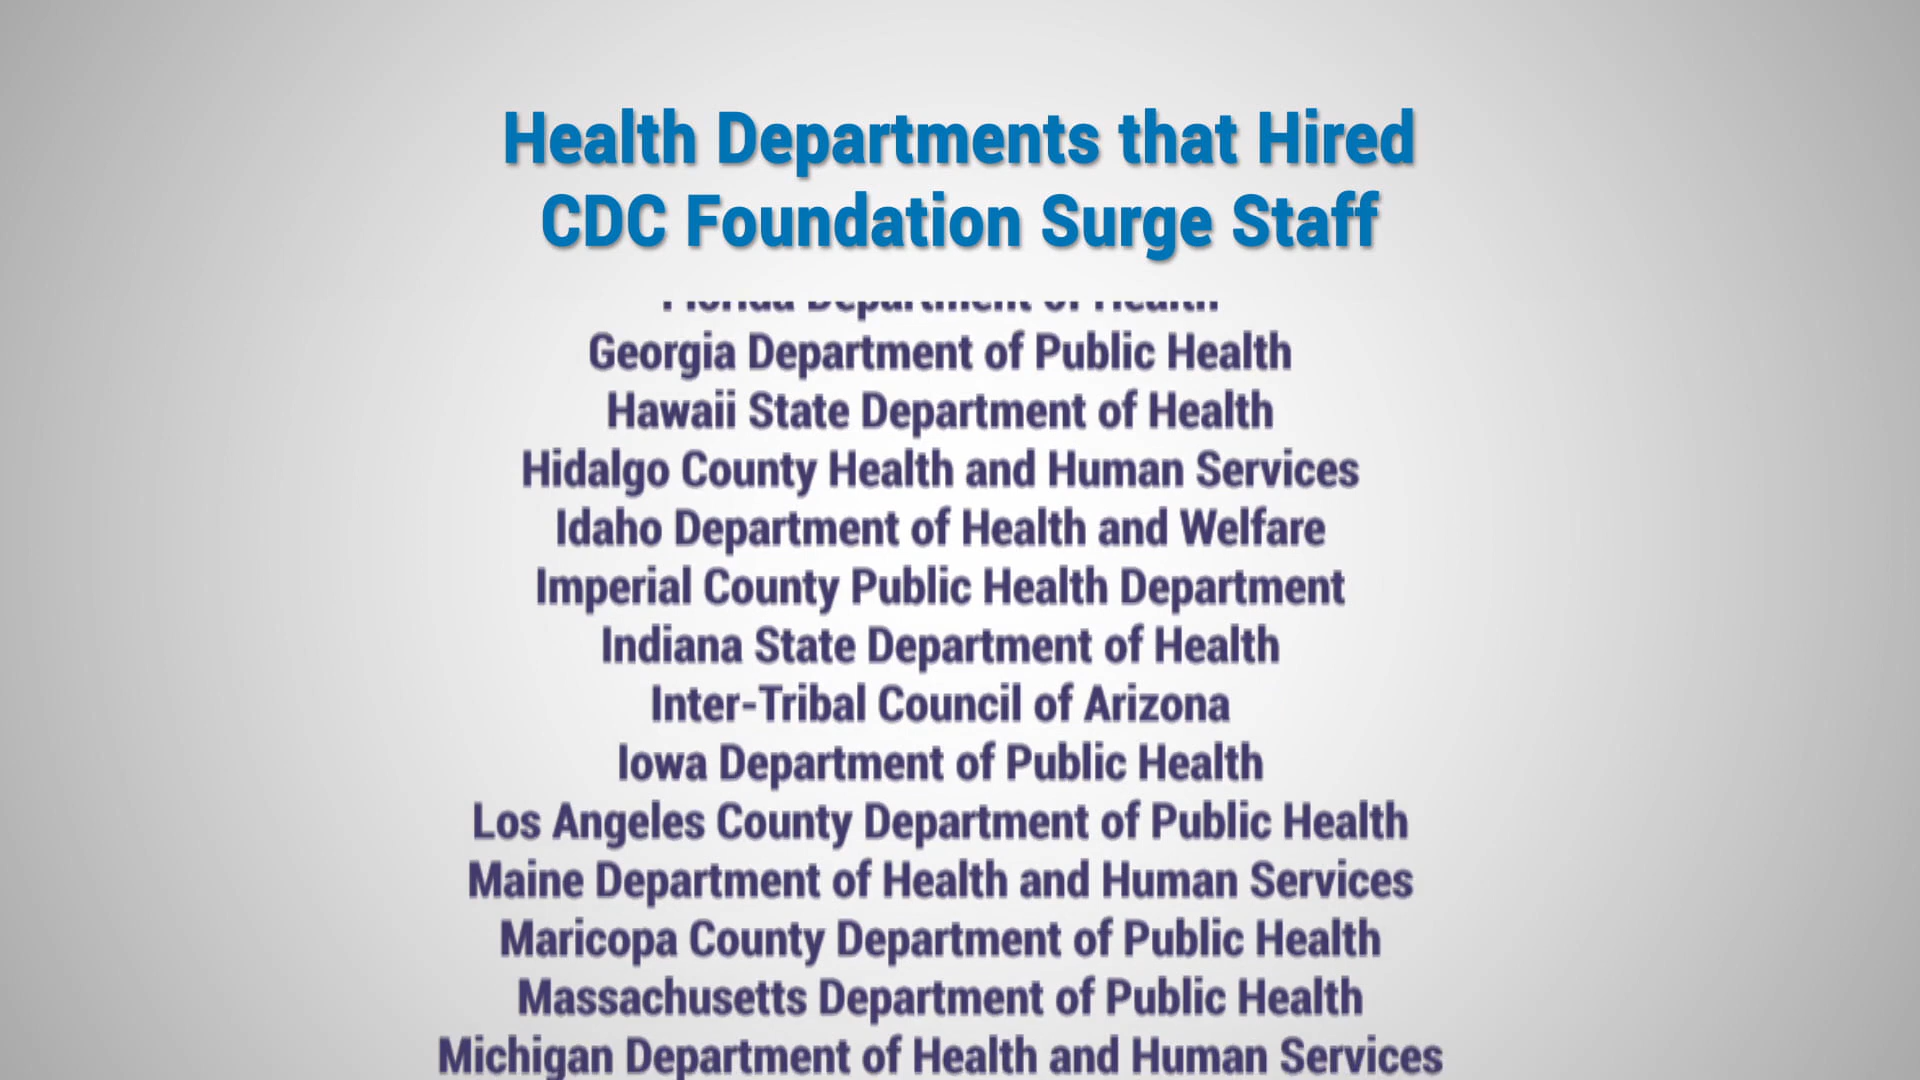 Health Departments that Hired
CDC Foundation Surge Staff
Florida Department of Health
Georgia Department of Public Health
Hawaii State Department of Health
Hidalgo County Health and Human Services
Idaho Department of Health and Welfare
Imperial County Public Health Department
Indiana State Department of Health
Inter-Tribal Council of Arizona
Iowa Department of Public Health
Los Angeles County Department of Public Health
Maine Department of Health and Human Services
Maricopa County Department of Public Health
Massachusetts Department of Public Health
Michigan Department of Health and Human Services